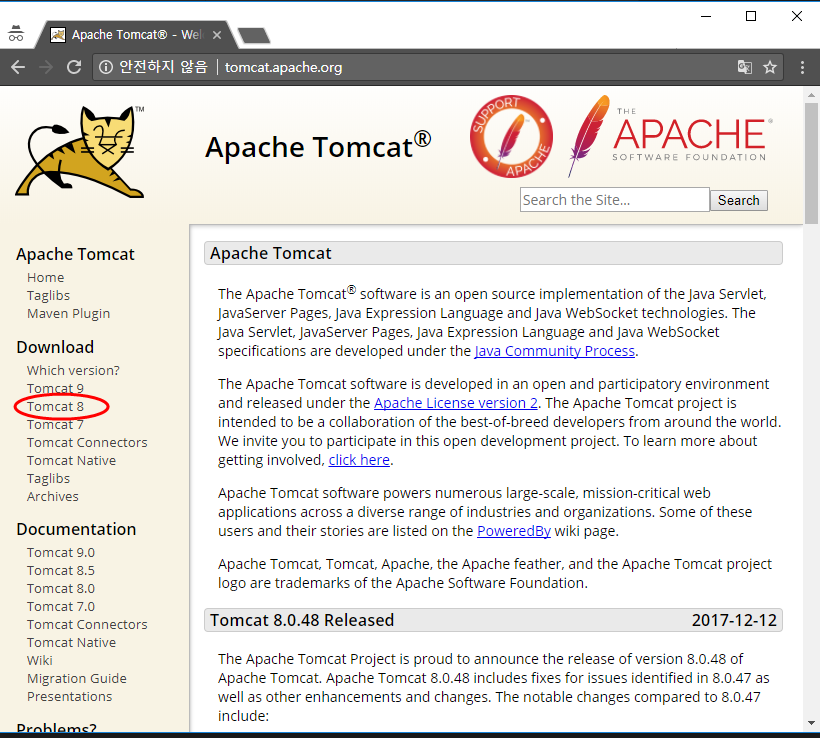 Apache Tomcat® - Wel
안전하지 않음 | tomcat.apache.org
TM
Apache Tomcat®
SUPPORT APACHE
THE
APACHE®
SOFTWARE FOUNDATION
Search the Site...
Search
Apache Tomcat
Home
Taglibs
Maven Plugin
Download
Which version?
Tomcat 9
Tomcat 8
Tomcat 7
Tomcat Connectors
Tomcat Native
Taglibs
Archives
Documentation
Tomcat 9.0
Tomcat 8.5
Tomcat 8.0
Tomcat 7.0
Tomcat Connectors
Tomcat Native
Wiki
Migration Guide
Presentations
Problems?
Apache Tomcat
The Apache Tomcat® software is an open source implementation of the Java Servlet,
JavaServer Pages, Java Expression Language and Java WebSocket technologies. The
Java Servlet, JavaServer Pages, Java Expression Language and Java WebSocket
specifications are developed under the Java Community Process.
The Apache Tomcat software is developed in an open and participatory environment
and released under the Apache License version 2. The Apache Tomcat project is
intended to be a collaboration of the best-of-breed developers from around the world.
We invite you to participate in this open development project. To learn more about
getting involved, click here.
Apache Tomcat software powers numerous large-scale, mission-critical web
applications across a diverse range of industries and organizations. Some of these
users and their stories are listed on the PoweredBy wiki page.
Apache Tomcat, Tomcat, Apache, the Apache feather, and the Apache Tomcat project
logo are trademarks of the Apache Software Foundation.
Tomcat 8.0.48 Released 2017-12-12
The Apache Tomcat Project is proud to announce the release of version 8.0.48 of
Apache Tomcat. Apache Tomcat 8.0.48 includes fixes for issues identified in 8.0.47 as
well as other enhancements and changes. The notable changes compared to 8.0.47
include: